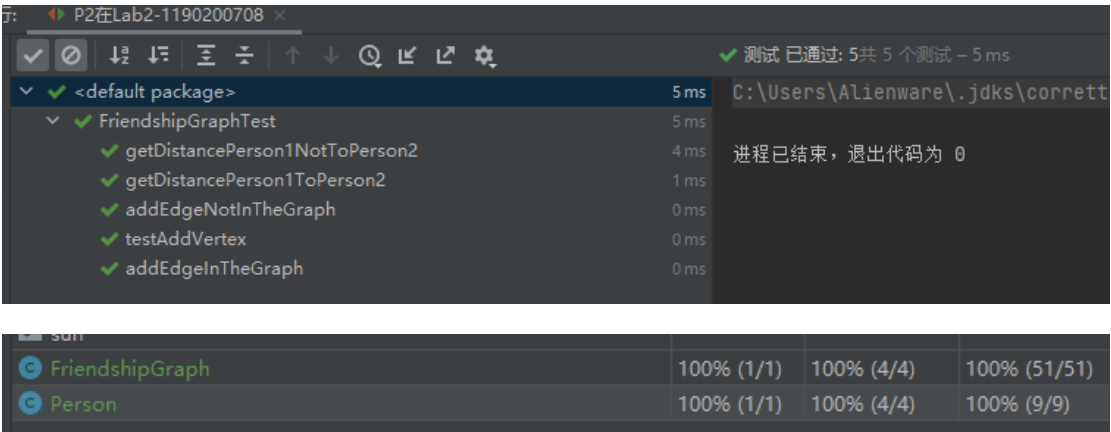 P2在Lab2-1190200708
测试 已通过: 5共 5 个测试 – 5 ms
<default package> 5 ms
C:\Users\Alienware\.jdks\corrett
FriendshipGraphTest 5 ms
getDistancePerson1NotToPerson2 4 ms
进程已结束，退出代码为 0
getDistancePerson1ToPerson2 1 ms
addEdgeNotInTheGraph 0 ms
testAddVertex 0 ms
addEdgeInTheGraph 0 ms
sun
FriendshipGraph 100% (1/1) 100% (4/4) 100% (51/51)
Person 100% (1/1) 100% (4/4) 100% (9/9)